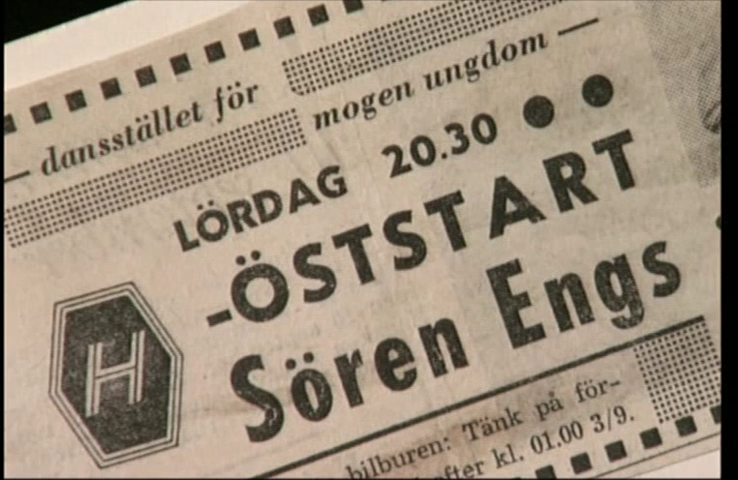 — dansstället för
mogen ungdom —
LÖRDAG 20.30 ● ●
-ÖSTSTART
H
Sören Engs
bilburen: Tänk på för-
efter kl. 01.00 3/9.